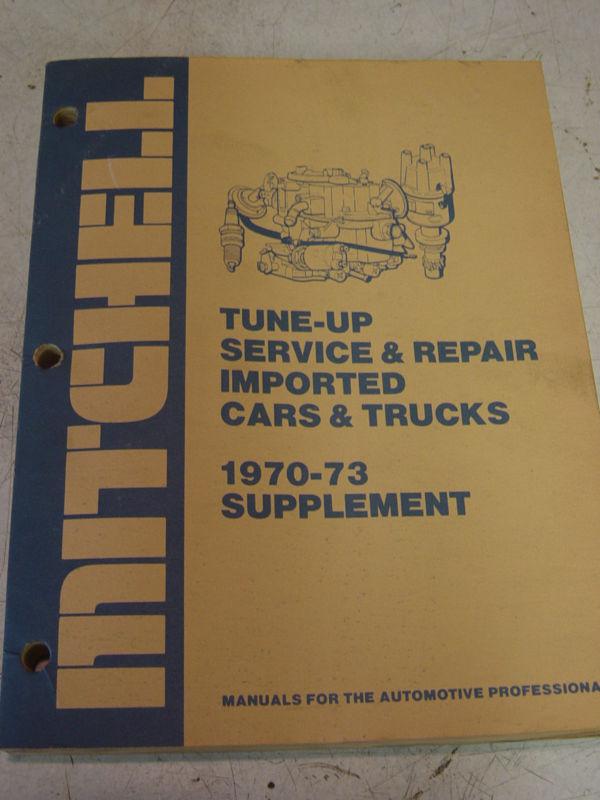 MITCHELL
TUNE-UP
SERVICE & REPAIR
IMPORTED
CARS & TRUCKS
1970-73
SUPPLEMENT
MANUALS FOR THE AUTOMOTIVE PROFESSIONA